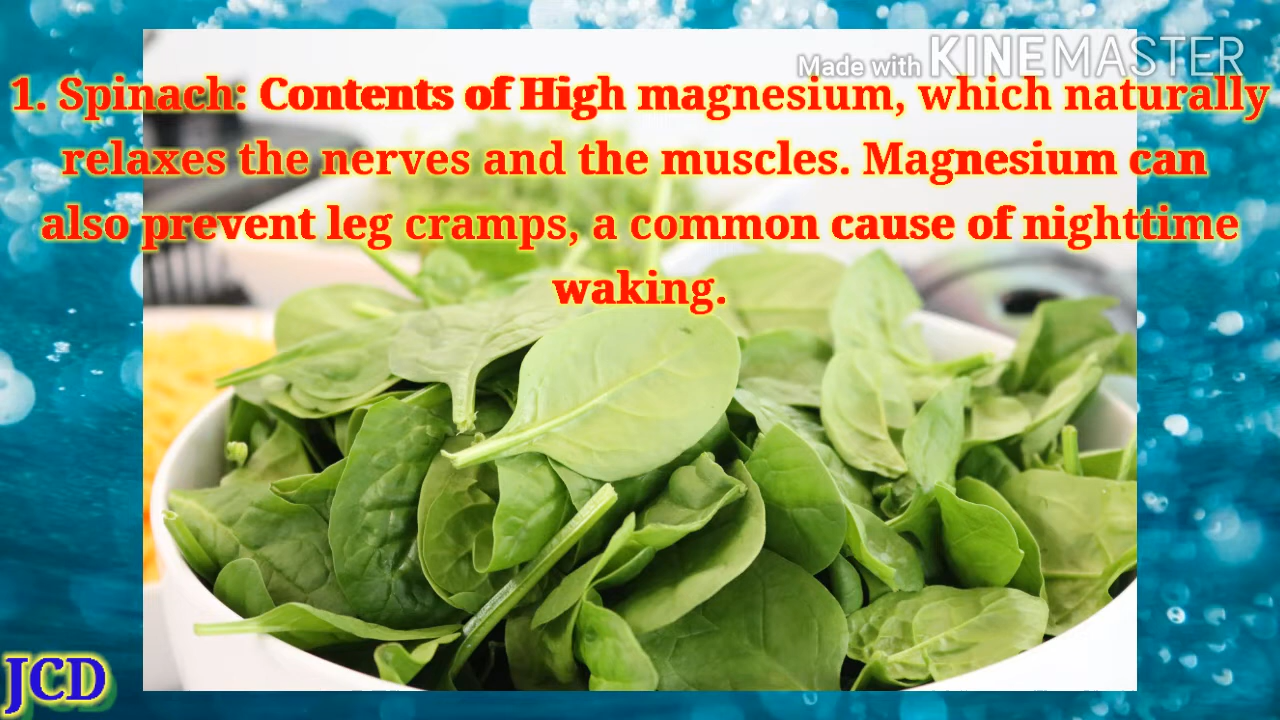 Made with KINEMASTER
1. Spinach: Contents of High magnesium, which naturally
relaxes the nerves and the muscles. Magnesium can
also prevent leg cramps, a common cause of nighttime
waking.
JCD